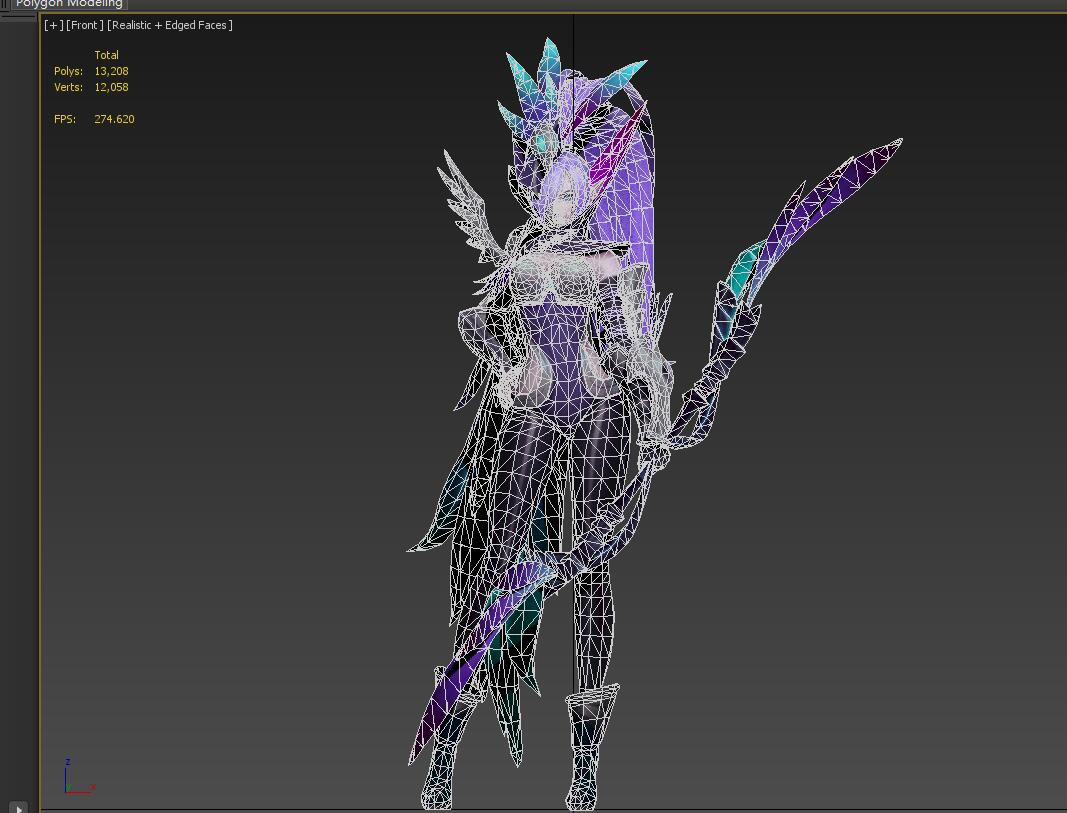 Polygon Modeling
[+] [Front ] [Realistic + Edged Faces ]
Total
Polys: 13,208
Verts: 12,058
FPS: 274.620
z
x